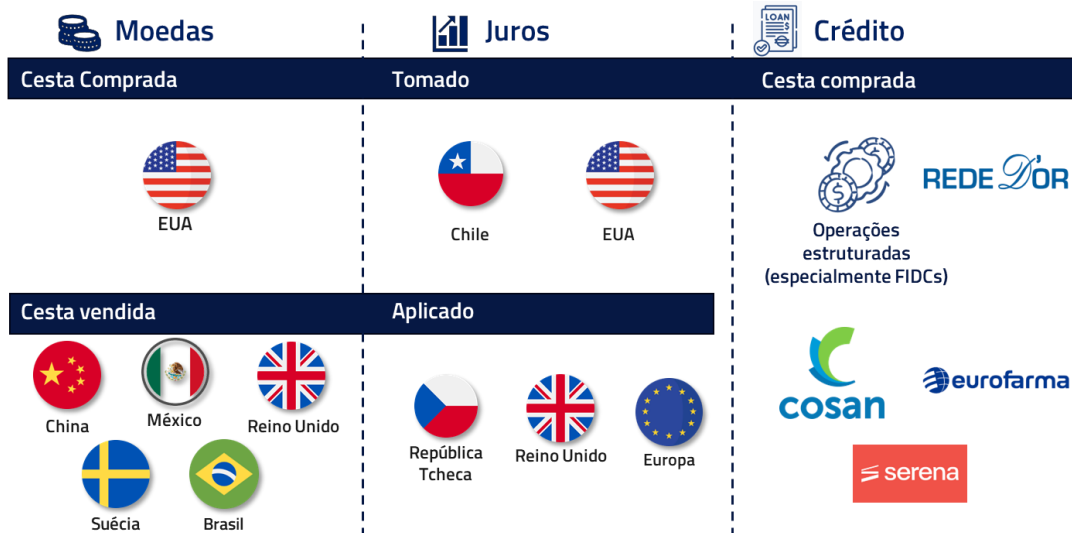 Moedas
Juros
LOAN
Crédito
Cesta Comprada
Tomado
Cesta comprada
EUA
Chile
EUA
Operações
estruturadas
(especialmente FIDCs)
REDE D'OR
Cesta vendida
Aplicado
China
México
Reino Unido
Suécia
Brasil
República
Tcheca
Reino Unido
Europa
cosan
eurofarma
serena